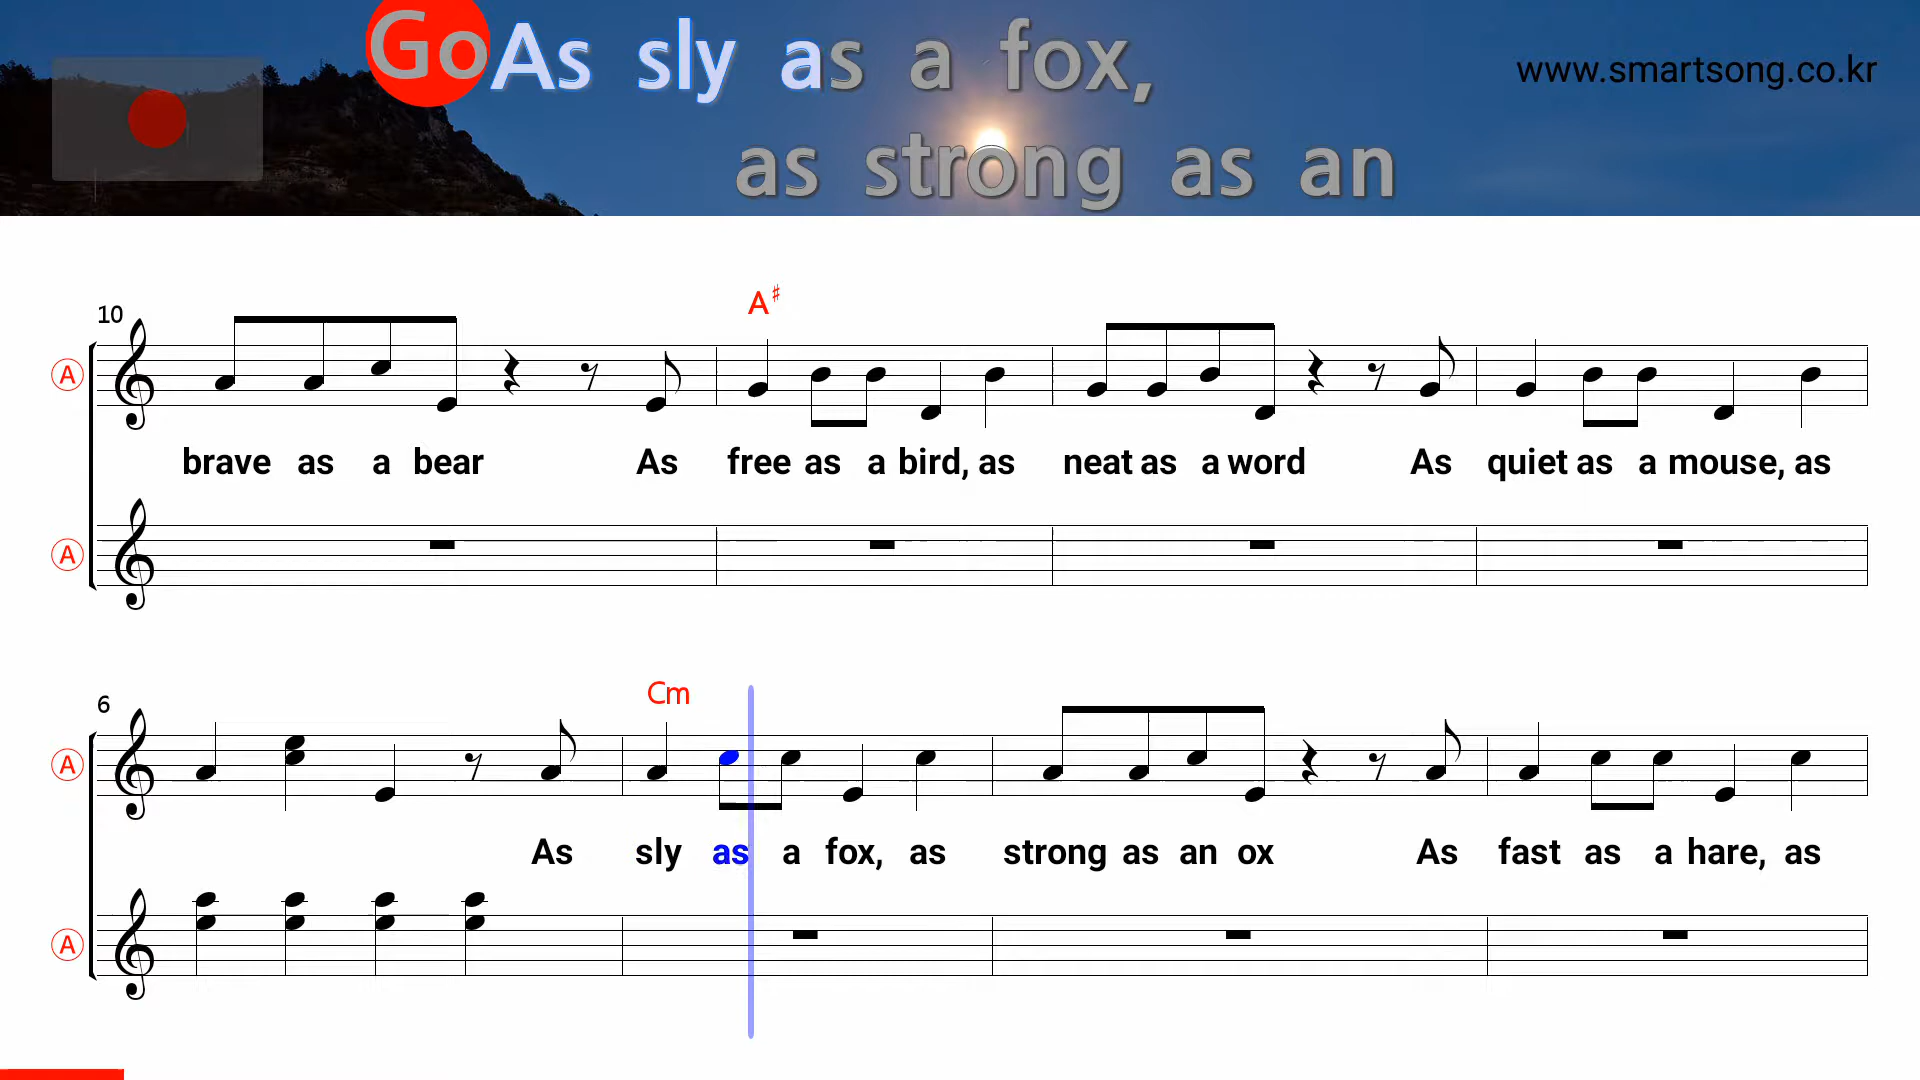 Go As sly as a fox,
www.smartsong.co.kr
as strong as an
A♯
10
A
brave as a bear As free as a bird, as neat as a word As quiet as a mouse, as
A
Cm
6
A
As sly as a fox, as strong as an ox As fast as a hare, as
A